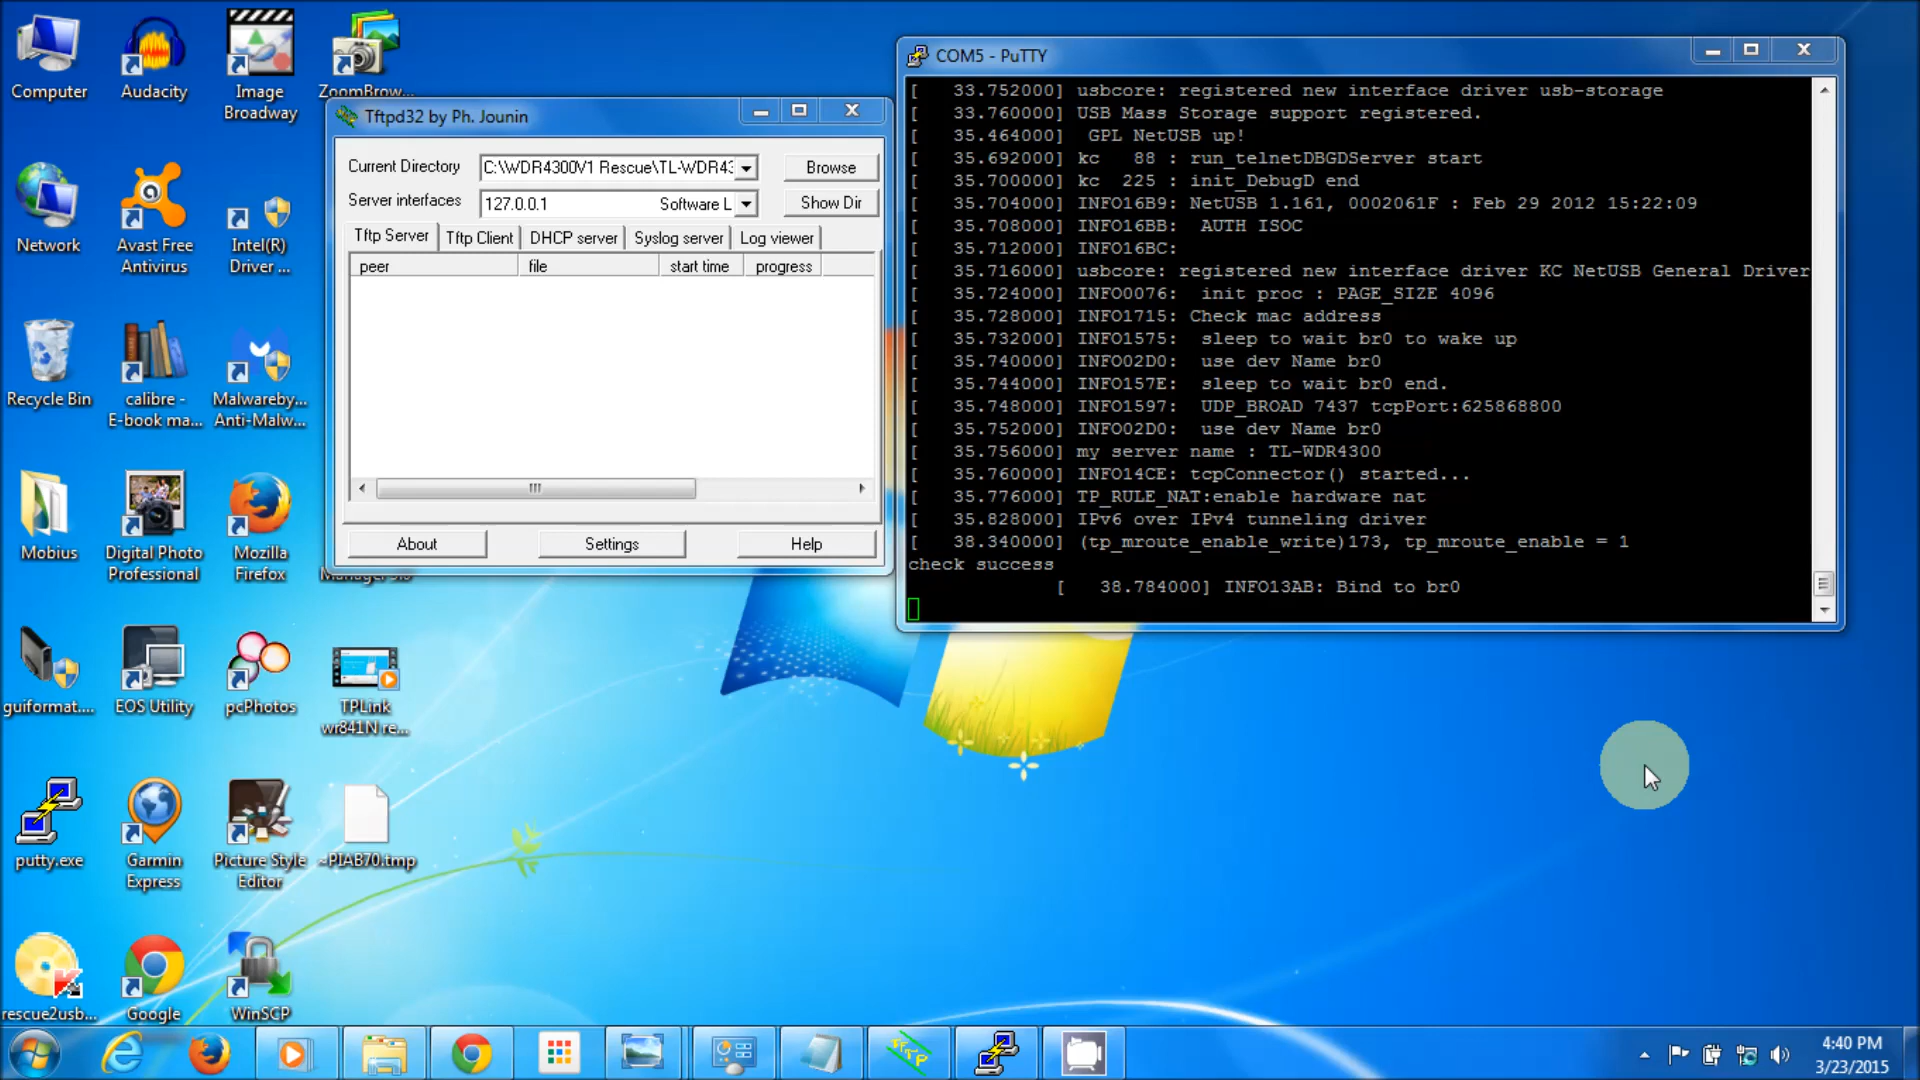 Computer
Audacity
Image
Broadway
ZoomBrow...
Network
Avast Free
Antivirus
Intel(R)
Driver ...
Recycle Bin
calibre -
E-book ma...
Malwareby...
Anti-Malw...
Mobius
Digital Photo
Professional
Mozilla
Firefox
guiformat....
EOS Utility
pcPhotos
TPLink
wr841N re...
putty.exe
Garmin
Express
Picture Style
Editor
~PIAB70.tmp
rescue2usb...
Google
WinSCP
Tftpd32 by Ph. Jounin
Current Directory
C:\WDR4300V1 Rescue\TL-WDR43
Browse
Server interfaces
127.0.0.1 Software L
Show Dir
Tftp Server Tftp Client DHCP server Syslog server Log viewer
peer file start time progress
About Settings Help
COM5 - PuTTY
[ 33.752000] usbcore: registered new interface driver usb-storage
[ 33.760000] USB Mass Storage support registered.
[ 35.464000] GPL NetUSB up!
[ 35.692000] kc 88 : run_telnetDBGDServer start
[ 35.700000] kc 225 : init_DebugD end
[ 35.704000] INFO16B9: NetUSB 1.161, 0002061F : Feb 29 2012 15:22:09
[ 35.708000] INFO16BB: AUTH ISOC
[ 35.712000] INFO16BC:
[ 35.716000] usbcore: registered new interface driver KC NetUSB General Driver
[ 35.724000] INFO0076: init proc : PAGE_SIZE 4096
[ 35.728000] INFO1715: Check mac address
[ 35.732000] INFO1575: sleep to wait br0 to wake up
[ 35.740000] INFO02D0: use dev Name br0
[ 35.744000] INFO157E: sleep to wait br0 end.
[ 35.748000] INFO1597: UDP_BROAD 7437 tcpPort:625868800
[ 35.752000] INFO02D0: use dev Name br0
[ 35.756000] my server name : TL-WDR4300
[ 35.760000] INFO14CE: tcpConnector() started...
[ 35.776000] TP_RULE_NAT:enable hardware nat
[ 35.828000] IPv6 over IPv4 tunneling driver
[ 38.340000] (tp_mroute_enable_write)173, tp_mroute_enable = 1
check success
[ 38.784000] INFO13AB: Bind to br0
TFTP
4:40 PM
3/23/2015